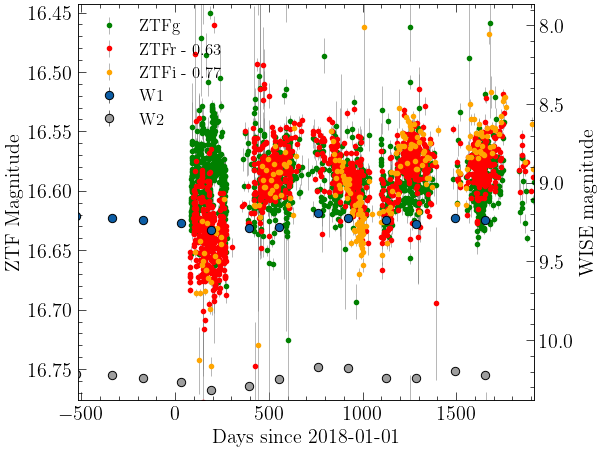 ZTFg
ZTFr - 0.63
ZTFi - 0.77
W1
W2
16.45
16.50
16.55
16.60
16.65
16.70
16.75
ZTF Magnitude
8.0
8.5
9.0
9.5
10.0
WISE magnitude
−500
0
500
1000
1500
Days since 2018-01-01